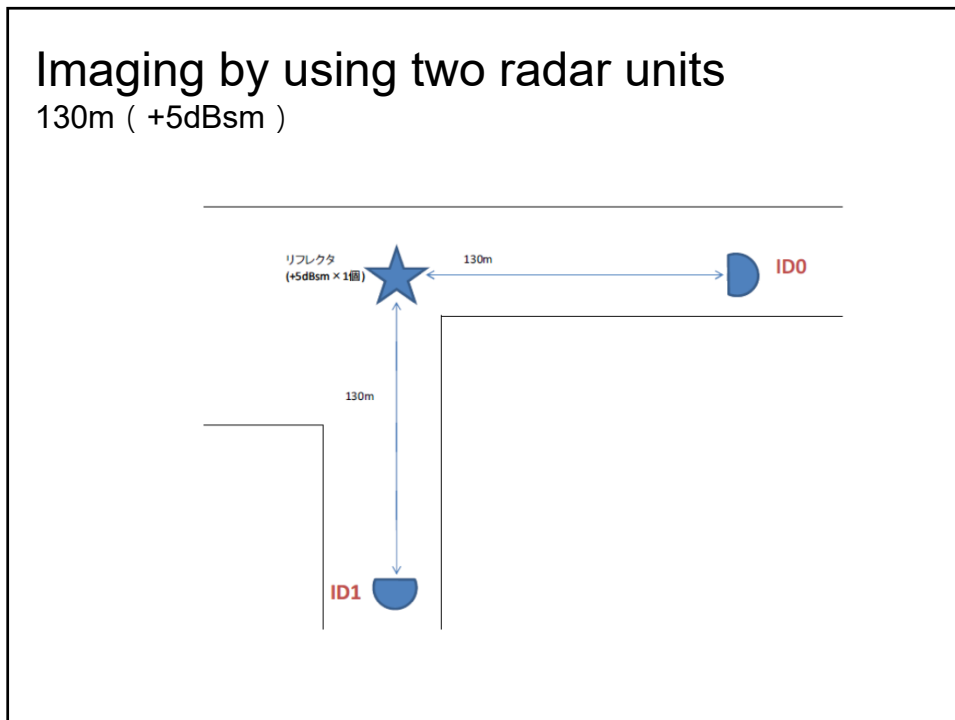 Imaging by using two radar units
130m（+5dBsm）
リフレクタ
(+5dBsm×1個)
130m
ID0
130m
ID1